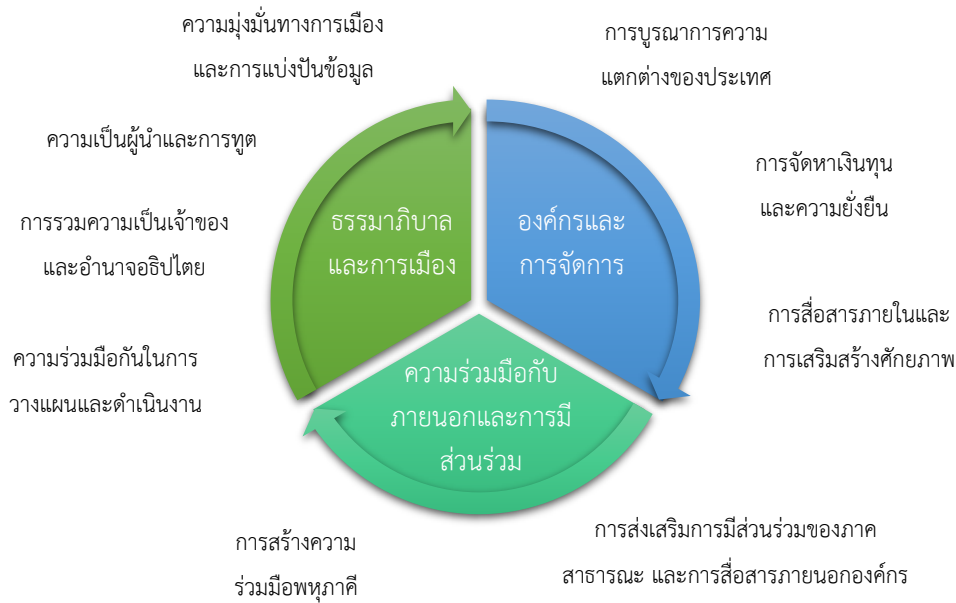 ความมุ่งมั่นทางการเมือง
และการแบ่งปันข้อมูล
การบูรณาการความ
แตกต่างของประเทศ
ความเป็นผู้นำและการทูต
การจัดหาเงินทุน
และความยั่งยืน
การรวมความเป็นเจ้าของ
และอำนาจอธิปไตย
ธรรมาภิบาล
และการเมือง
องค์กรและ
การจัดการ
การสื่อสารภายในและ
การเสริมสร้างศักยภาพ
ความร่วมมือกันในการ
วางแผนและดำเนินงาน
ความร่วมมือกับ
ภายนอกและการมี
ส่วนร่วม
การสร้างความ
ร่วมมือพหุภาคี
การส่งเสริมการมีส่วนร่วมของภาค
สาธารณะ และการสื่อสารภายนอกองค์กร